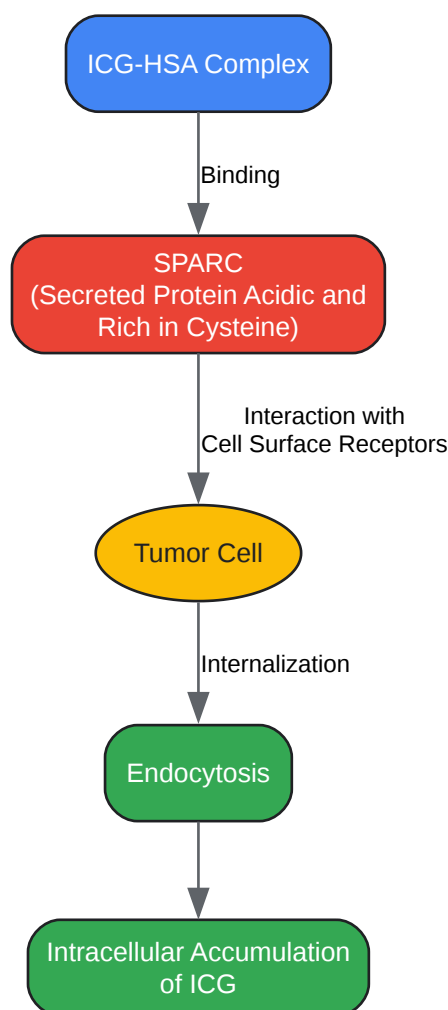 ICG-HSA Complex
Binding
SPARC
(Secreted Protein Acidic and
Rich in Cysteine)
Interaction with
Cell Surface Receptors
Tumor Cell
Internalization
Endocytosis
Intracellular Accumulation
of ICG